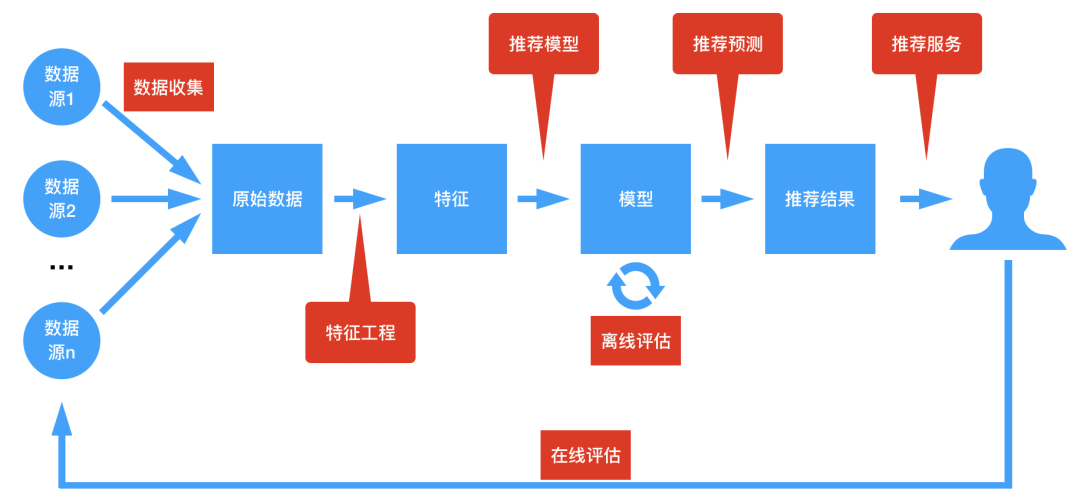 推荐模型
推荐预测
推荐服务
数据
源1
数据收集
数据
源2
...
数据
源n
原始数据
特征
模型
推荐结果
特征工程
离线评估
在线评估